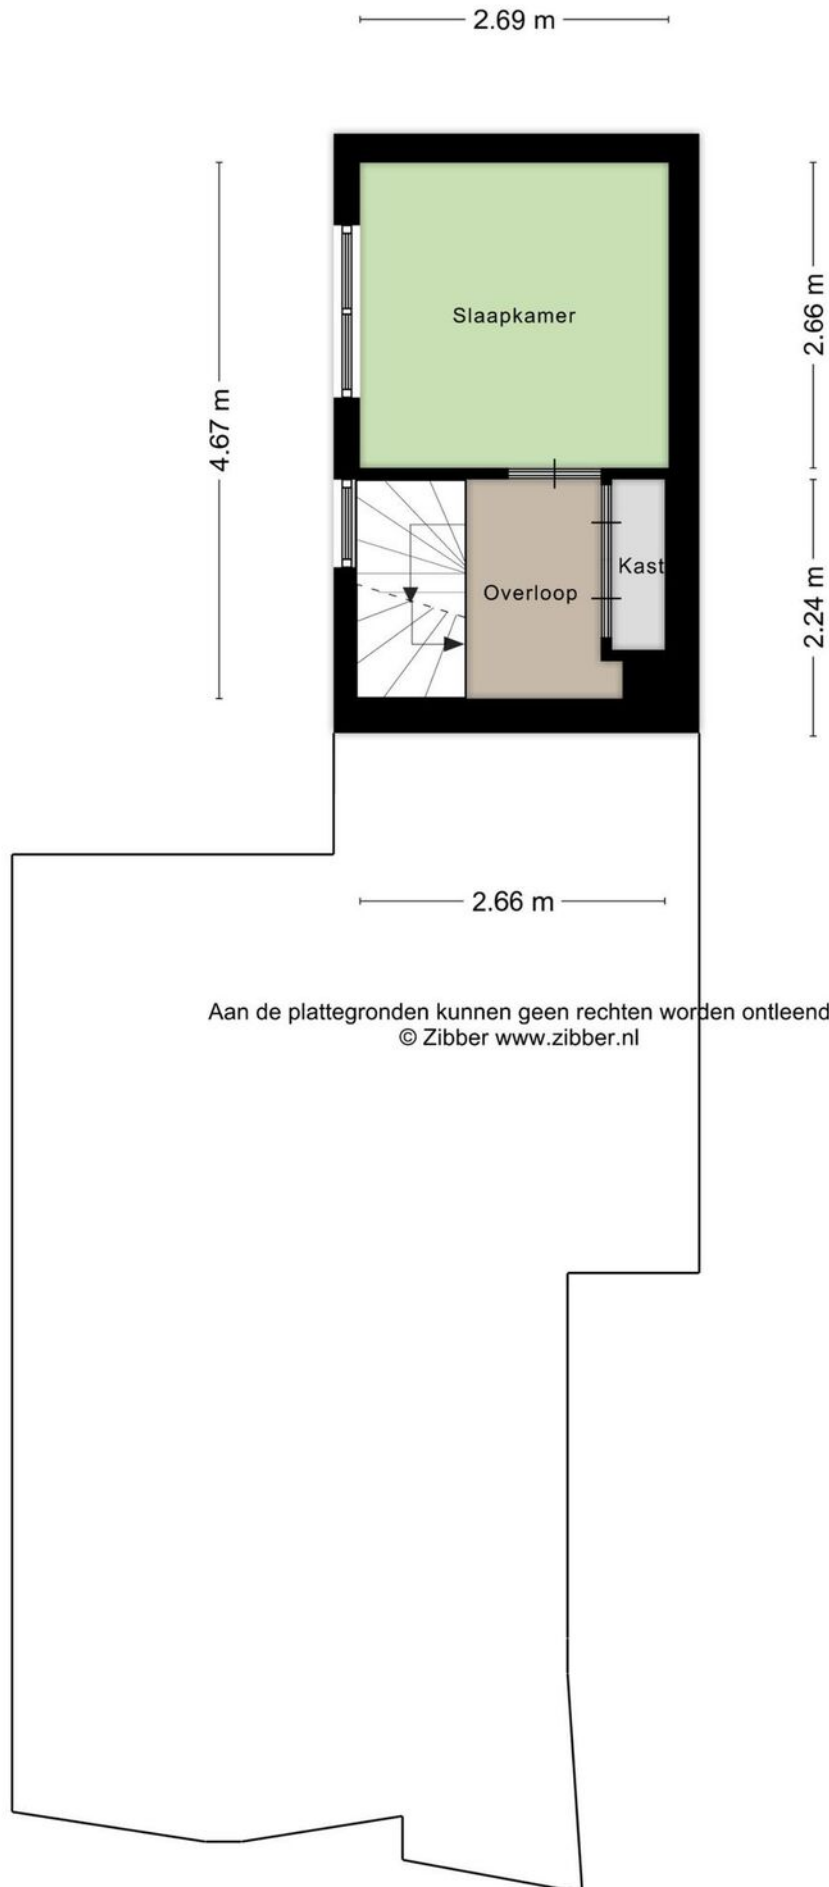 2.69 m
Slaapkamer
2.66 m
4.67 m
Kast
Overloop
2.24 m
2.66 m
Aan de plattegronden kunnen geen rechten worden ontleend
© Zibber www.zibber.nl